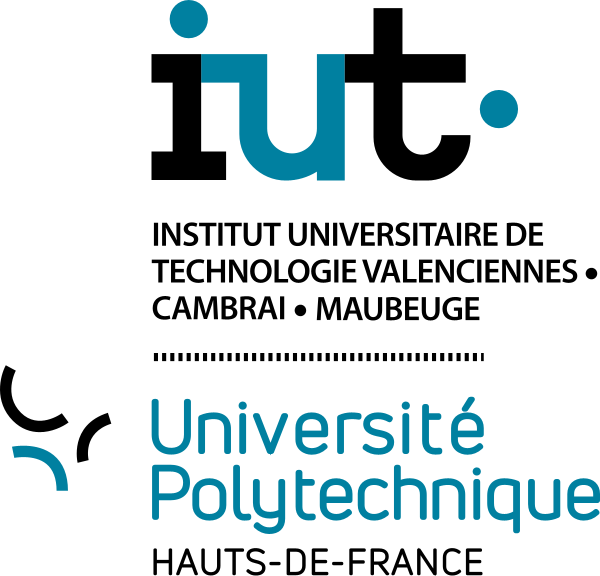 iut
INSTITUT UNIVERSITAIRE DE
TECHNOLOGIE VALENCIENNES •
CAMBRAI • MAUBEUGE
Université
Polytechnique
HAUTS-DE-FRANCE